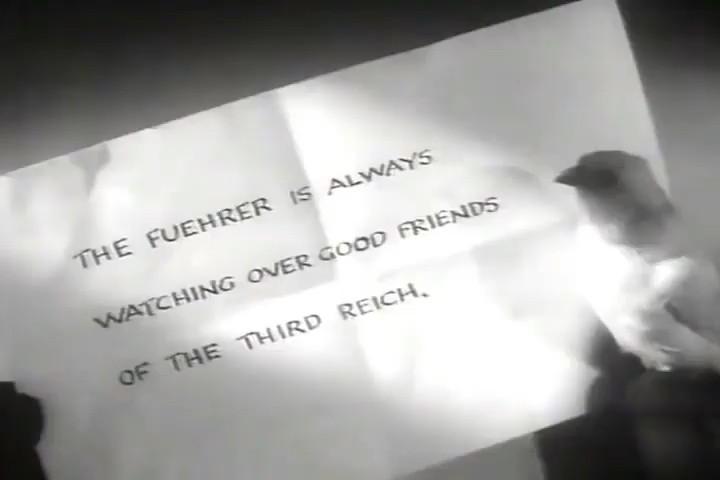 THE FUEHRER IS ALWAYS
WATCHING OVER GOOD FRIENDS
OF THE THIRD REICH.